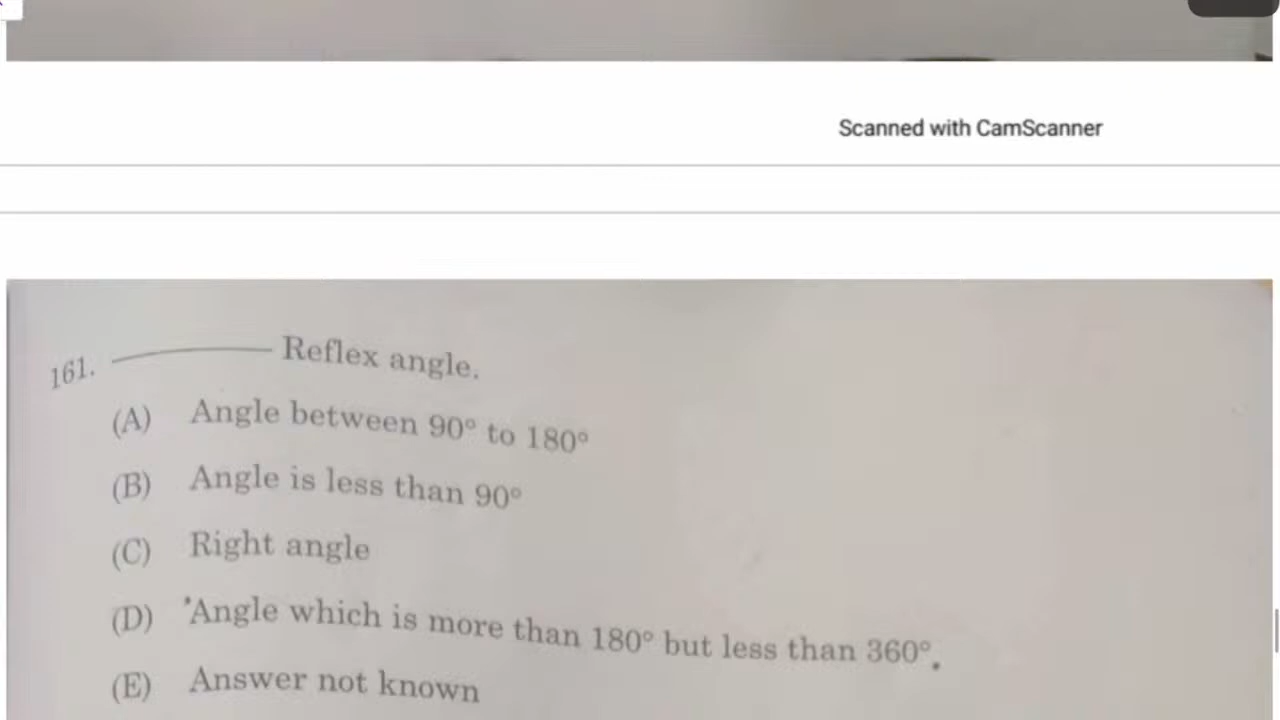 Scanned with CamScanner
161. ________ Reflex angle.
(A) Angle between 90° to 180°
(B) Angle is less than 90°
(C) Right angle
(D) Angle which is more than 180° but less than 360°.
(E) Answer not known